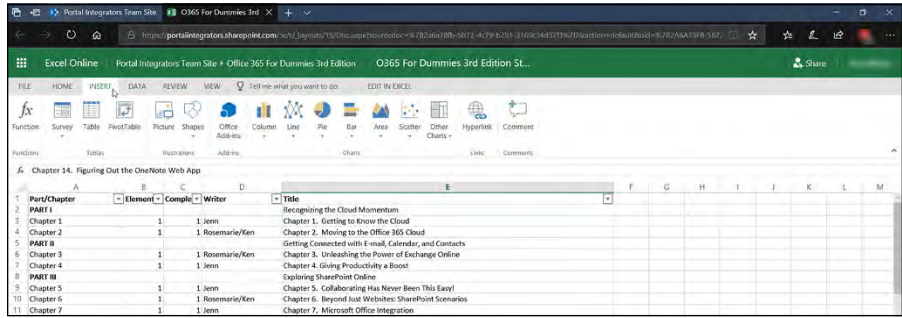 Portal Integrators Team Site O365 For Dummies 3rd
https://portalintegrators.sharepoint.com
Excel Online Portal Integrators Team Site ▸ Office 365 For Dummies 3rd Edition O365 For Dummies 3rd Edition St... Share
FILE HOME INSERT DATA REVIEW VIEW Tell me what you want to do EDIT IN EXCEL
Function Survey Table PivotTable Picture Shapes Office Add-ins Column Line Pie Bar Area Scatter Other Charts Hyperlink Comment
Functions Tables Illustrations Add-ins Charts Links Comments
fx Chapter 14. Figuring Out the OneNote Web App
A B C D E F G H I J K L M
1 Part/Chapter Element Comple Writer Title
2 PART I Recognizing the Cloud Momentum
3 Chapter 1 1 1 Jenn Chapter 1. Getting to Know the Cloud
4 Chapter 2 1 1 Rosemarie/Ken Chapter 2. Moving to the Office 365 Cloud
5 PART II Getting Connected with E-mail, Calendar, and Contacts
6 Chapter 3 1 1 Rosemarie/Ken Chapter 3. Unleashing the Power of Exchange Online
7 Chapter 4 1 1 Jenn Chapter 4. Giving Productivity a Boost
8 PART III Exploring SharePoint Online
9 Chapter 5 1 1 Jenn Chapter 5. Collaborating Has Never Been This Easy!
10 Chapter 6 1 1 Rosemarie/Ken Chapter 6. Beyond Just Websites: SharePoint Scenarios
11 Chapter 7 1 1 Jenn Chapter 7. Microsoft Office Integration